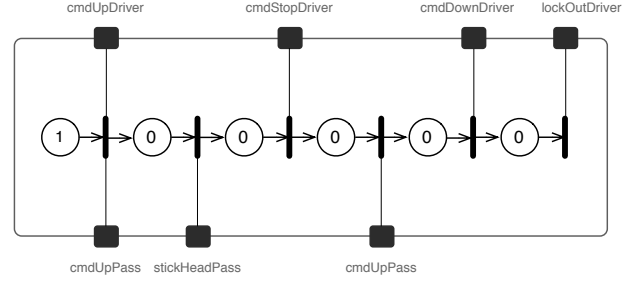 cmdUpDriver cmdStopDriver cmdDownDriver lockOutDriver
1 0 0 0 0 0
cmdUpPass stickHeadPass cmdUpPass